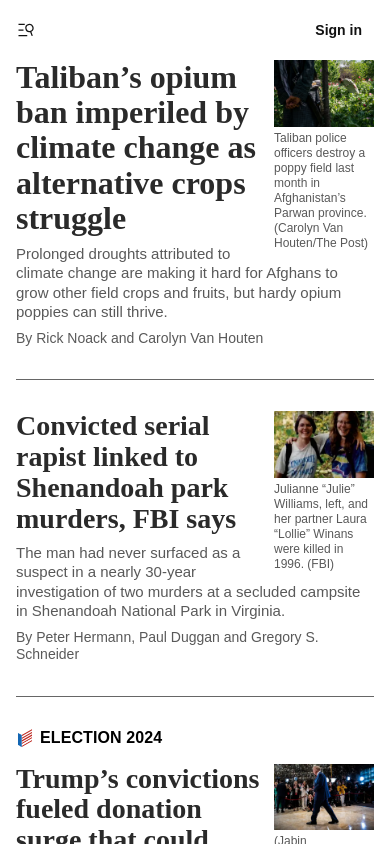 Sign in
Taliban’s opium
ban imperiled by
climate change as
alternative crops
struggle
Taliban police
officers destroy a
poppy field last
month in
Afghanistan’s
Parwan province.
(Carolyn Van
Houten/The Post)
Prolonged droughts attributed to
climate change are making it hard for Afghans to
grow other field crops and fruits, but hardy opium
poppies can still thrive.
By Rick Noack and Carolyn Van Houten
Convicted serial
rapist linked to
Shenandoah park
murders, FBI says
Julianne “Julie”
Williams, left, and
her partner Laura
“Lollie” Winans
were killed in
1996. (FBI)
The man had never surfaced as a
suspect in a nearly 30-year
investigation of two murders at a secluded campsite
in Shenandoah National Park in Virginia.
By Peter Hermann, Paul Duggan and Gregory S.
Schneider
ELECTION 2024
Trump’s convictions
fueled donation
surge that could
(Jabin